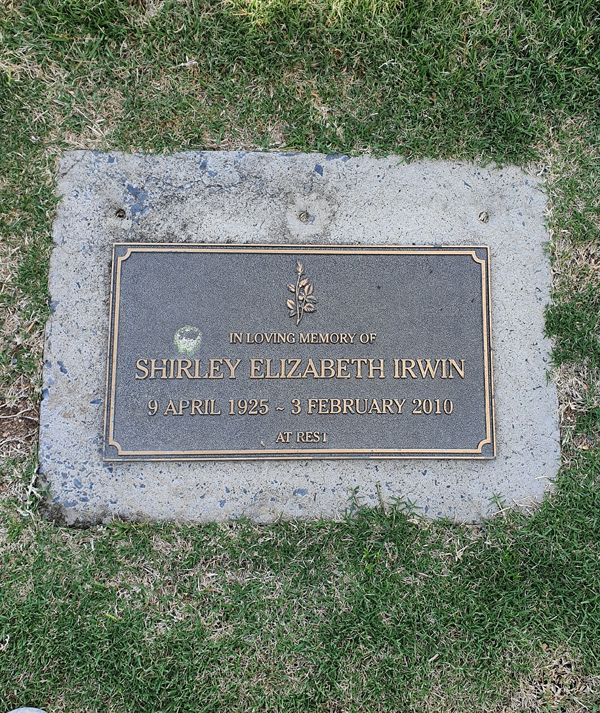 IN LOVING MEMORY OF
SHIRLEY ELIZABETH IRWIN
9 APRIL 1925 ~ 3 FEBRUARY 2010
AT REST